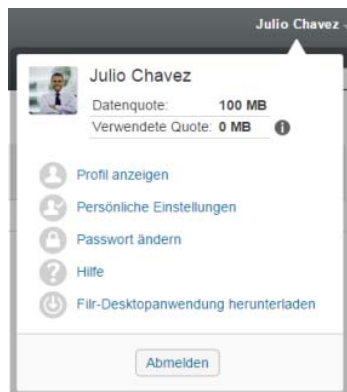 Julio Chavez
Julio Chavez
Datenquote: 100 MB
Verwendete Quote: 0 MB
Profil anzeigen
Persönliche Einstellungen
Passwort ändern
Hilfe
Filr-Desktopanwendung herunterladen
Abmelden